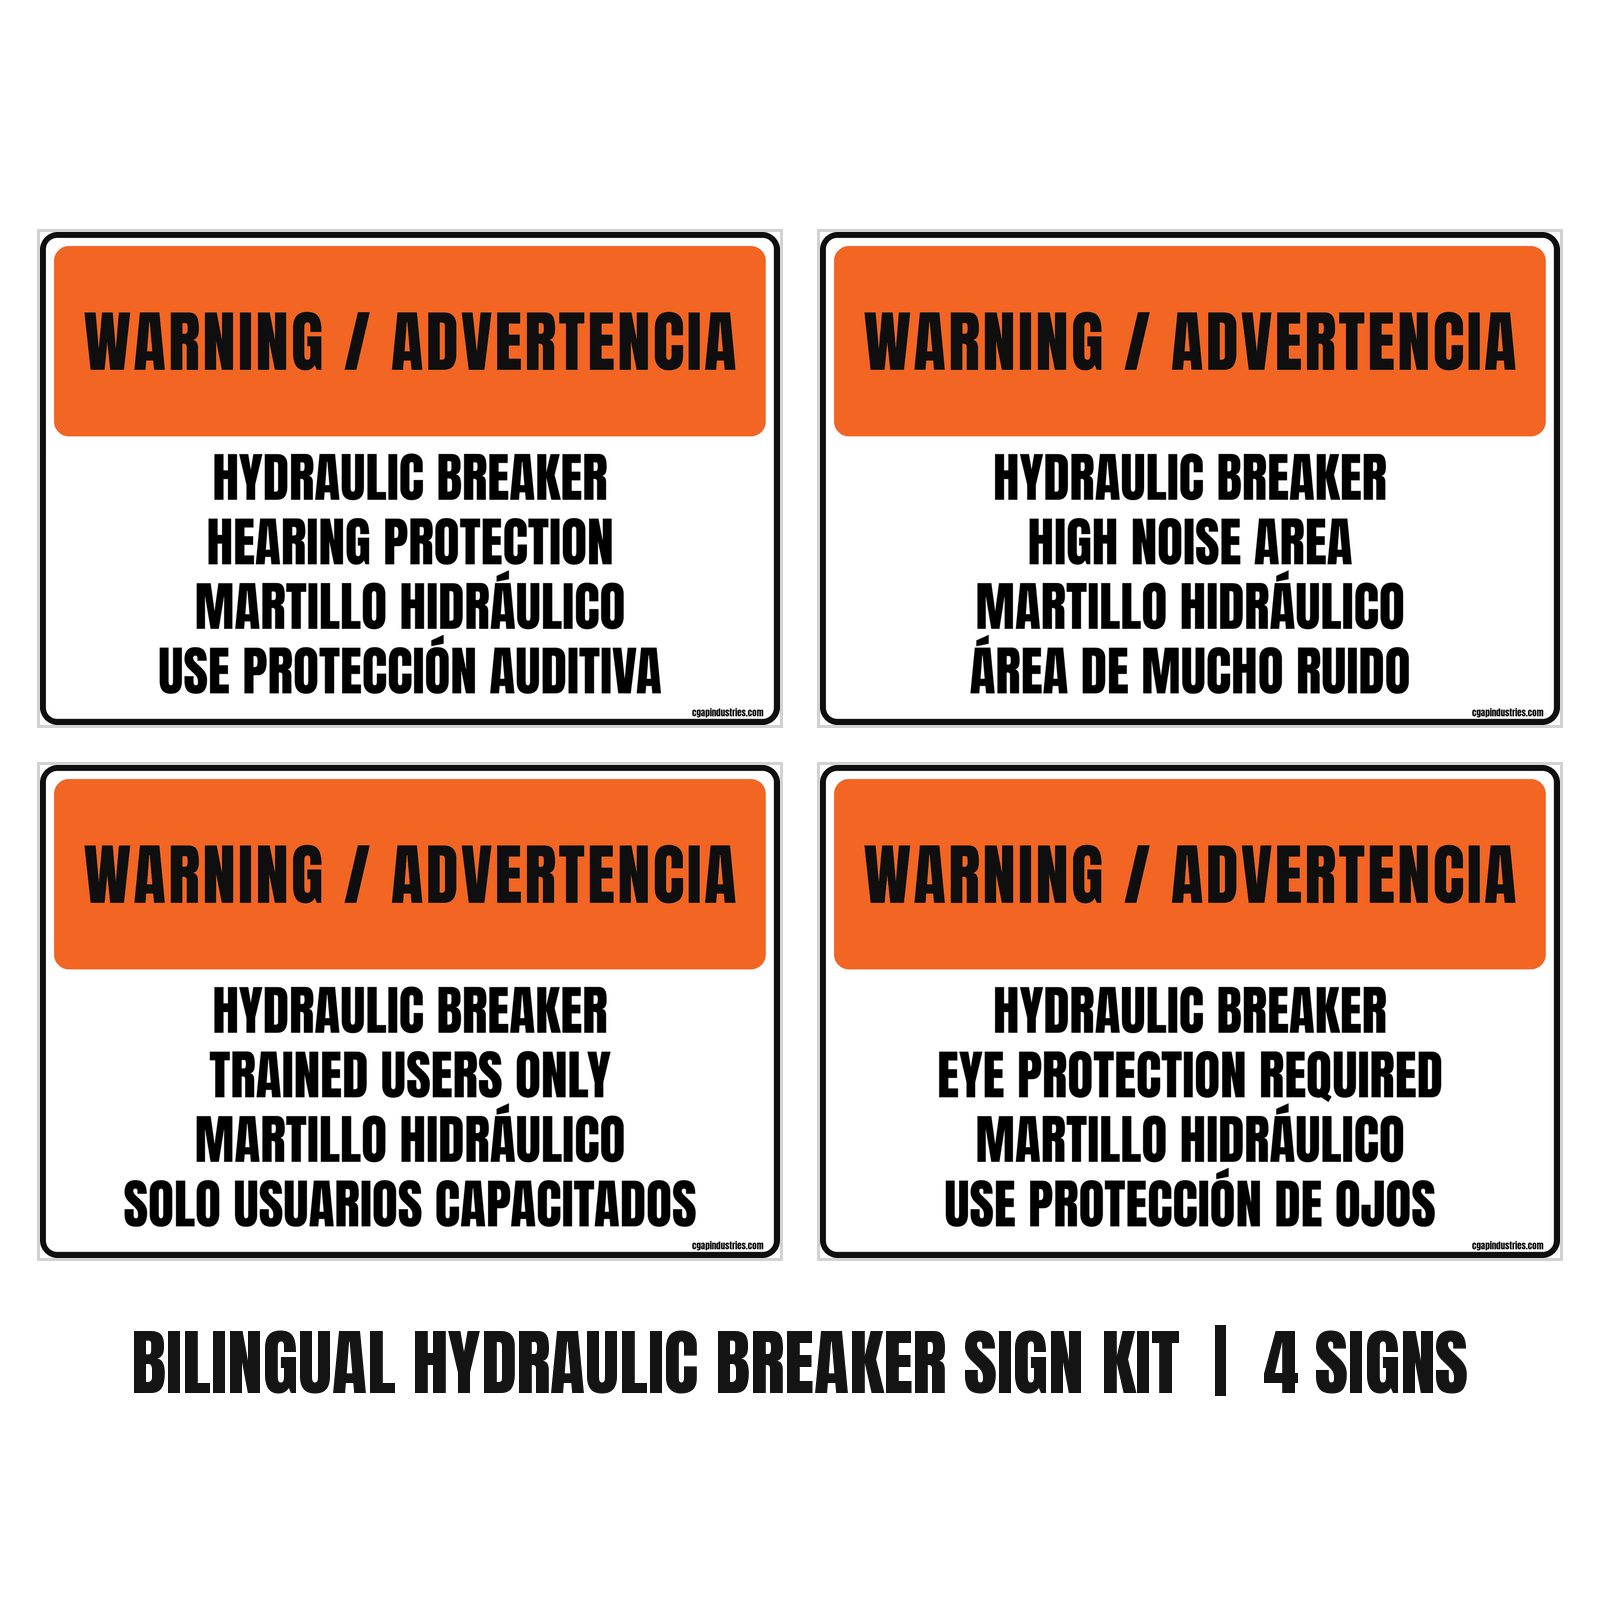 WARNING / ADVERTENCIA
HYDRAULIC BREAKER
HEARING PROTECTION
MARTILLO HIDRÁULICO
USE PROTECCIÓN AUDITIVA
cgapindustries.com
WARNING / ADVERTENCIA
HYDRAULIC BREAKER
HIGH NOISE AREA
MARTILLO HIDRÁULICO
ÁREA DE MUCHO RUIDO
cgapindustries.com
WARNING / ADVERTENCIA
HYDRAULIC BREAKER
TRAINED USERS ONLY
MARTILLO HIDRÁULICO
SOLO USUARIOS CAPACITADOS
cgapindustries.com
WARNING / ADVERTENCIA
HYDRAULIC BREAKER
EYE PROTECTION REQUIRED
MARTILLO HIDRÁULICO
USE PROTECCIÓN DE OJOS
cgapindustries.com
BILINGUAL HYDRAULIC BREAKER SIGN KIT | 4 SIGNS